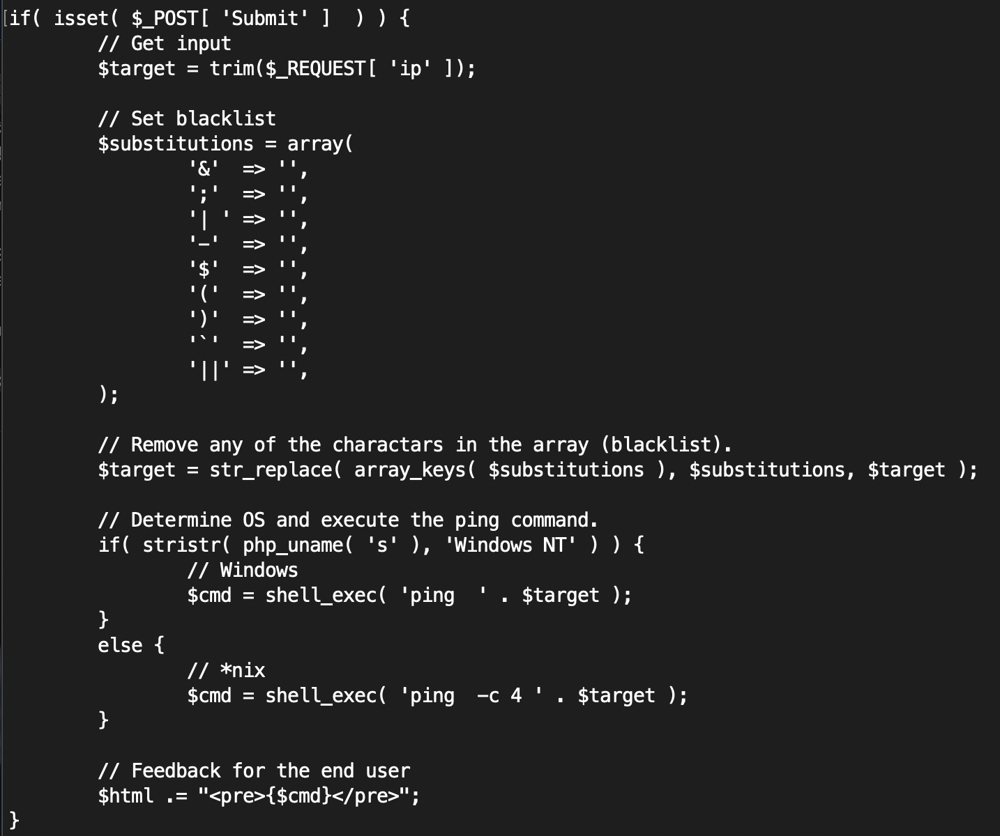 if( isset( $_POST[ 'Submit' ]  ) ) {
        // Get input
        $target = trim($_REQUEST[ 'ip' ]);

        // Set blacklist
        $substitutions = array(
                '&'  => '',
                ';'  => '',
                '| ' => '',
                '-'  => '',
                '$'  => '',
                '('  => '',
                ')'  => '',
                '`'  => '',
                '||' => '',
        );

        // Remove any of the charactars in the array (blacklist).
        $target = str_replace( array_keys( $substitutions ), $substitutions, $target );

        // Determine OS and execute the ping command.
        if( stristr( php_uname( 's' ), 'Windows NT' ) ) {
                // Windows
                $cmd = shell_exec( 'ping  ' . $target );
        }
        else {
                // *nix
                $cmd = shell_exec( 'ping  -c 4 ' . $target );
        }

        // Feedback for the end user
        $html .= "<pre>{$cmd}</pre>";
}